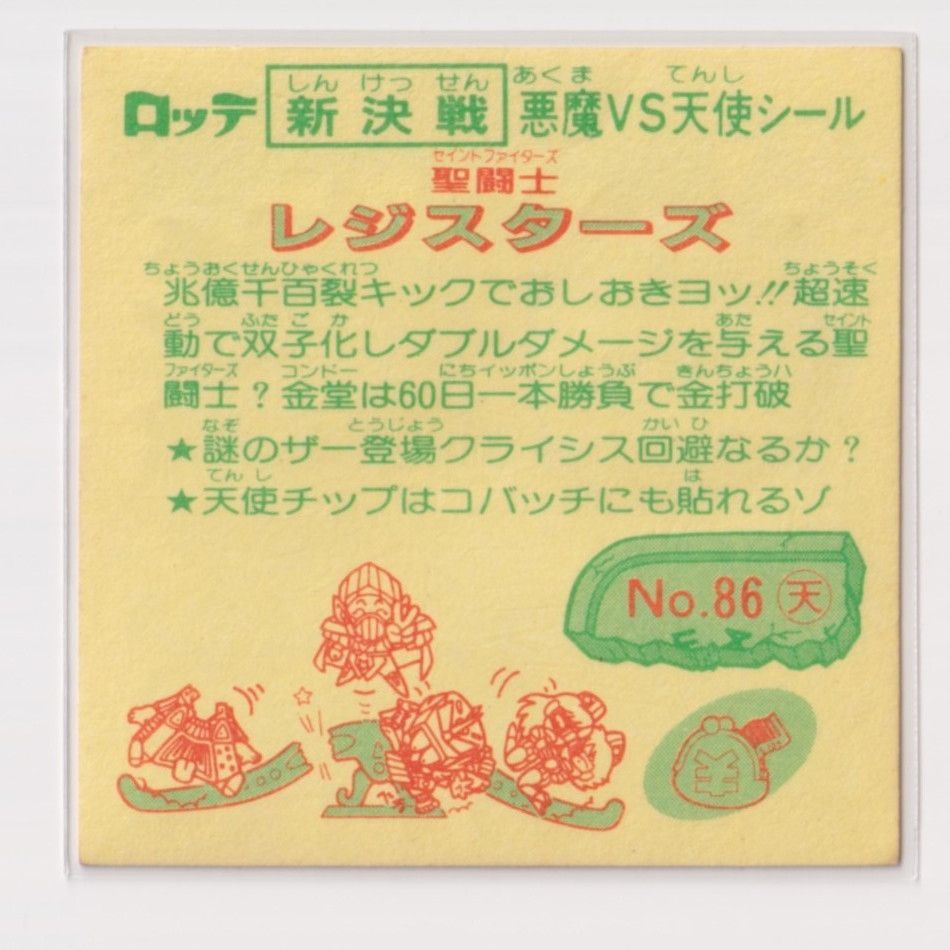 しんけっせん あくま てんし
ロッテ 新決戦 悪魔VS天使シール
セイントファイターズ
聖闘士
レジスターズ
ちょうおくせんひゃくれつ ちょうそく
兆億千百裂キックでおしおきヨッ!!超速
どう ふたごか あた セイント
動で双子化しダブルダメージを与える聖
ファイターズ コンドー にちイッポンしょうぶ きんちょうハ
闘士?金堂は60日一本勝負で金打破
なぞ とうじょう かいひ
★謎のザー登場クライシス回避なるか?
てんし は
★天使チップはコバッチにも貼れるゾ
No.86 天